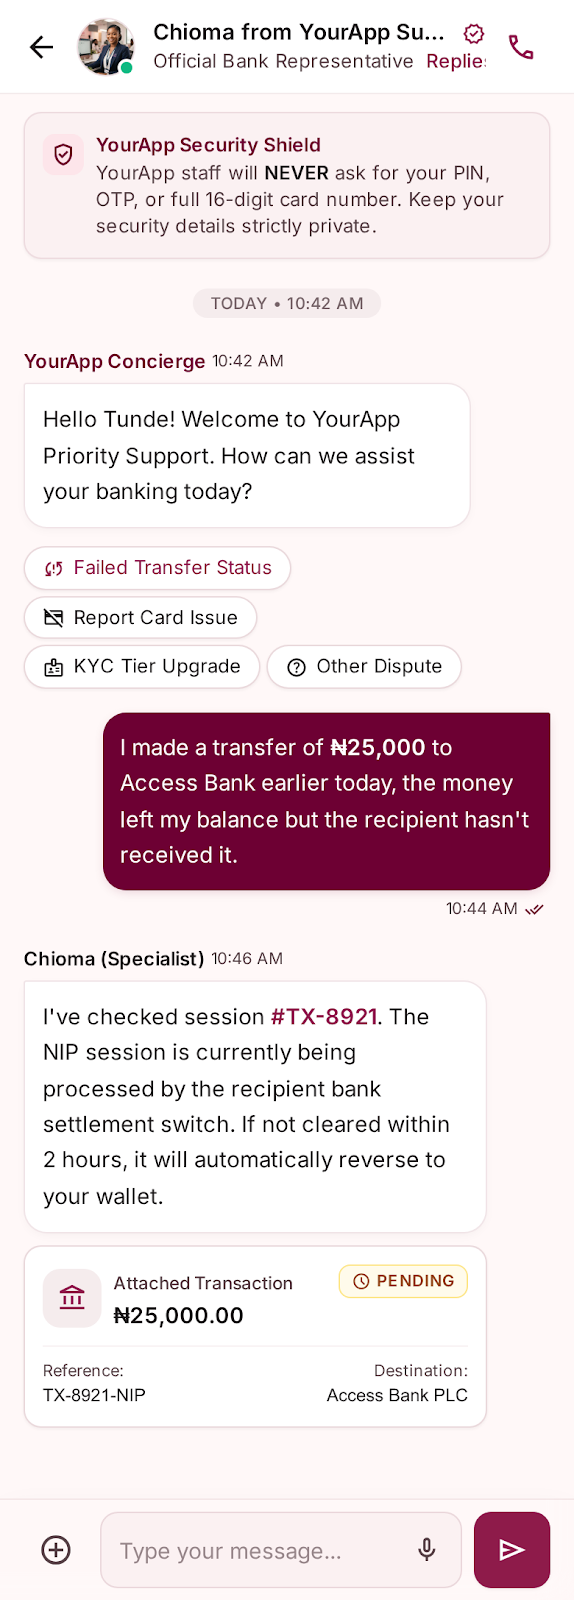 Chioma from YourApp Su...
Official Bank Representative Replies
YourApp Security Shield
YourApp staff will NEVER ask for your PIN,
OTP, or full 16-digit card number. Keep your
security details strictly private.
TODAY • 10:42 AM
YourApp Concierge 10:42 AM
Hello Tunde! Welcome to YourApp
Priority Support. How can we assist
your banking today?
Failed Transfer Status
Report Card Issue
KYC Tier Upgrade
Other Dispute
I made a transfer of ₦25,000 to
Access Bank earlier today, the money
left my balance but the recipient hasn't
received it.
10:44 AM
Chioma (Specialist) 10:46 AM
I've checked session #TX-8921. The
NIP session is currently being
processed by the recipient bank
settlement switch. If not cleared within
2 hours, it will automatically reverse to
your wallet.
Attached Transaction
PENDING
₦25,000.00
Reference:
Destination:
TX-8921-NIP
Access Bank PLC
Type your message...